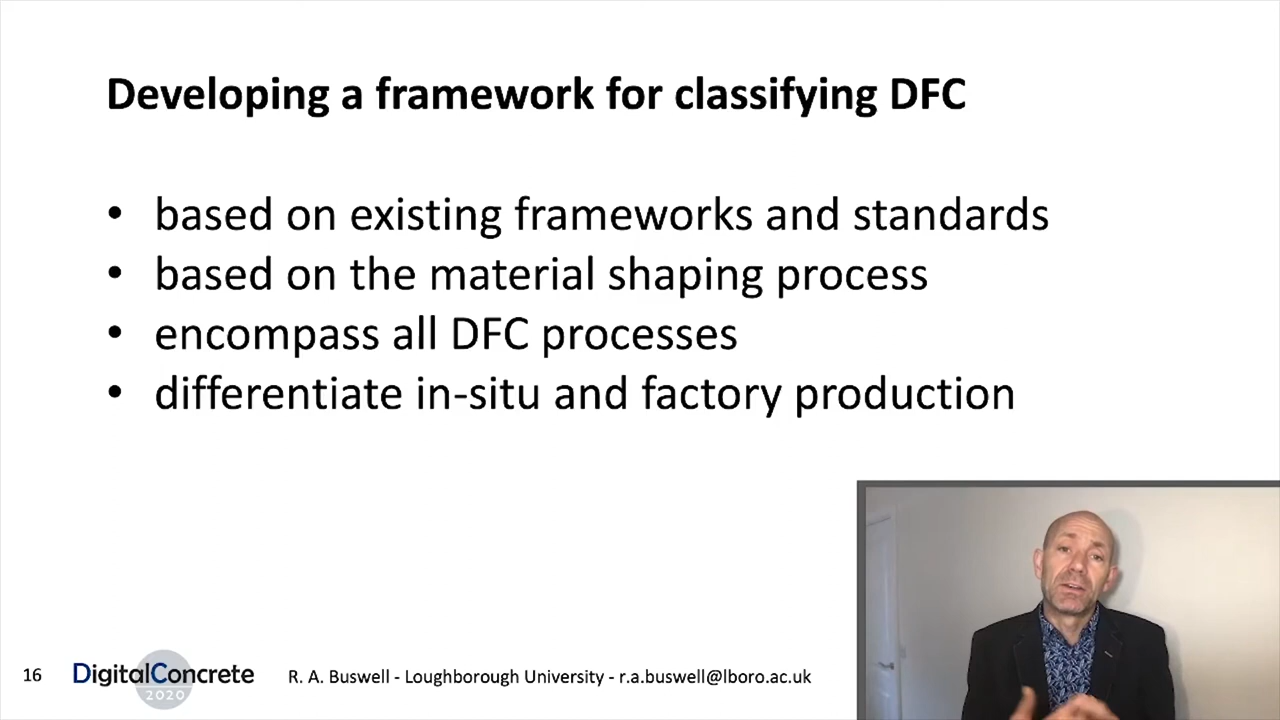 Developing a framework for classifying DFC
• based on existing frameworks and standards
• based on the material shaping process
• encompass all DFC processes
• differentiate in-situ and factory production
16
DigitalConcrete
2020
R. A. Buswell - Loughborough University - r.a.buswell@lboro.ac.uk